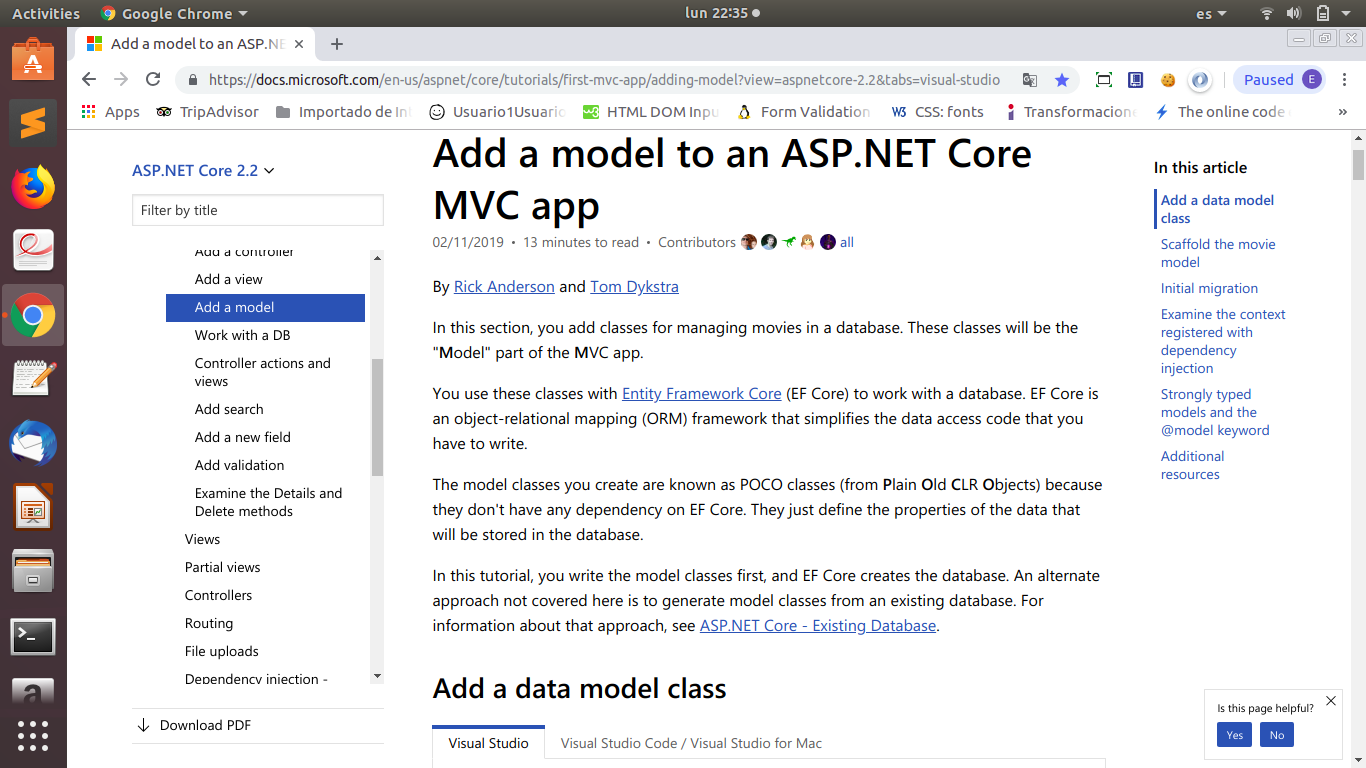 Activities
Google Chrome
lun 22:35
es
Add a model to an ASP.NE
https://docs.microsoft.com/en-us/aspnet/core/tutorials/first-mvc-app/adding-model?view=aspnetcore-2.2&tabs=visual-studio
Paused
E
Apps
TripAdvisor
Importado de In
Usuario1Usuario
HTML DOM Inpu
Form Validation
CSS: fonts
Transformacione
The online code
»
ASP.NET Core 2.2
Filter by title
Add a controller
Add a view
Add a model
Work with a DB
Controller actions and
views
Add search
Add a new field
Add validation
Examine the Details and
Delete methods
Views
Partial views
Controllers
Routing
File uploads
Dependency injection -
Download PDF
Add a model to an ASP.NET Core
MVC app
02/11/2019 • 13 minutes to read • Contributors all
By Rick Anderson and Tom Dykstra
In this section, you add classes for managing movies in a database. These classes will be the
"Model" part of the MVC app.
You use these classes with Entity Framework Core (EF Core) to work with a database. EF Core is
an object-relational mapping (ORM) framework that simplifies the data access code that you
have to write.
The model classes you create are known as POCO classes (from Plain Old CLR Objects) because
they don't have any dependency on EF Core. They just define the properties of the data that
will be stored in the database.
In this tutorial, you write the model classes first, and EF Core creates the database. An alternate
approach not covered here is to generate model classes from an existing database. For
information about that approach, see ASP.NET Core - Existing Database.
Add a data model class
Visual Studio
Visual Studio Code / Visual Studio for Mac
In this article
Add a data model
class
Scaffold the movie
model
Initial migration
Examine the context
registered with
dependency
injection
Strongly typed
models and the
@model keyword
Additional
resources
Is this page helpful?
Yes
No